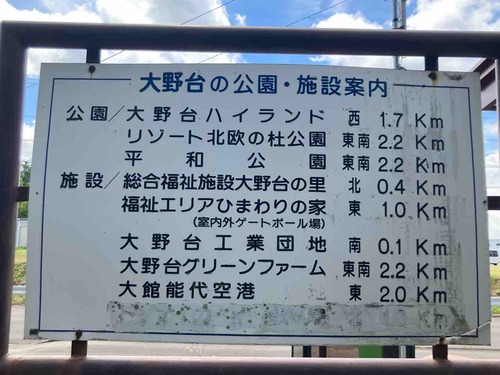 大野台の公園・施設案内
公園/大野台ハイランド 西 1.7 Km
リゾート北欧の杜公園 東南 2.2 Km
平和公園 東南 2.2 Km
施設/総合福祉施設大野台の里 北 0.4 Km
福祉エリアひまわりの家 東 1.0 Km
(室内外ゲートボール場)
大野台工業団地 南 0.1 Km
大野台グリーンファーム 東南 2.2 Km
大館能代空港 東 2.0 Km